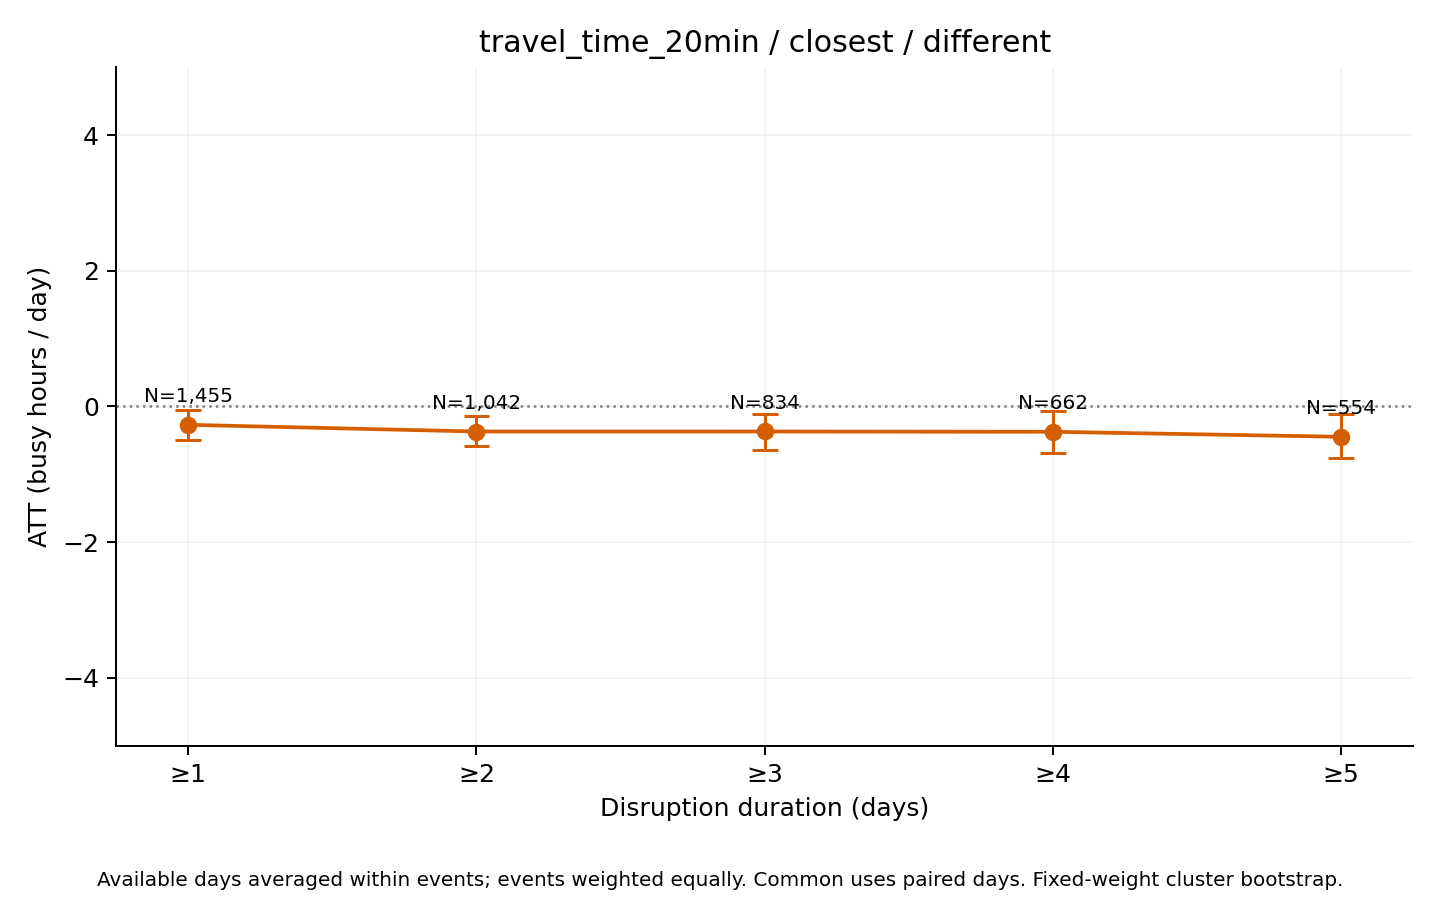 travel_time_20min / closest / different
ATT (busy hours / day)
4
2
0
−2
−4
N=1,455
N=1,042
N=834
N=662
N=554
≥1
≥2
≥3
≥4
≥5
Disruption duration (days)
Available days averaged within events; events weighted equally. Common uses paired days. Fixed-weight cluster bootstrap.